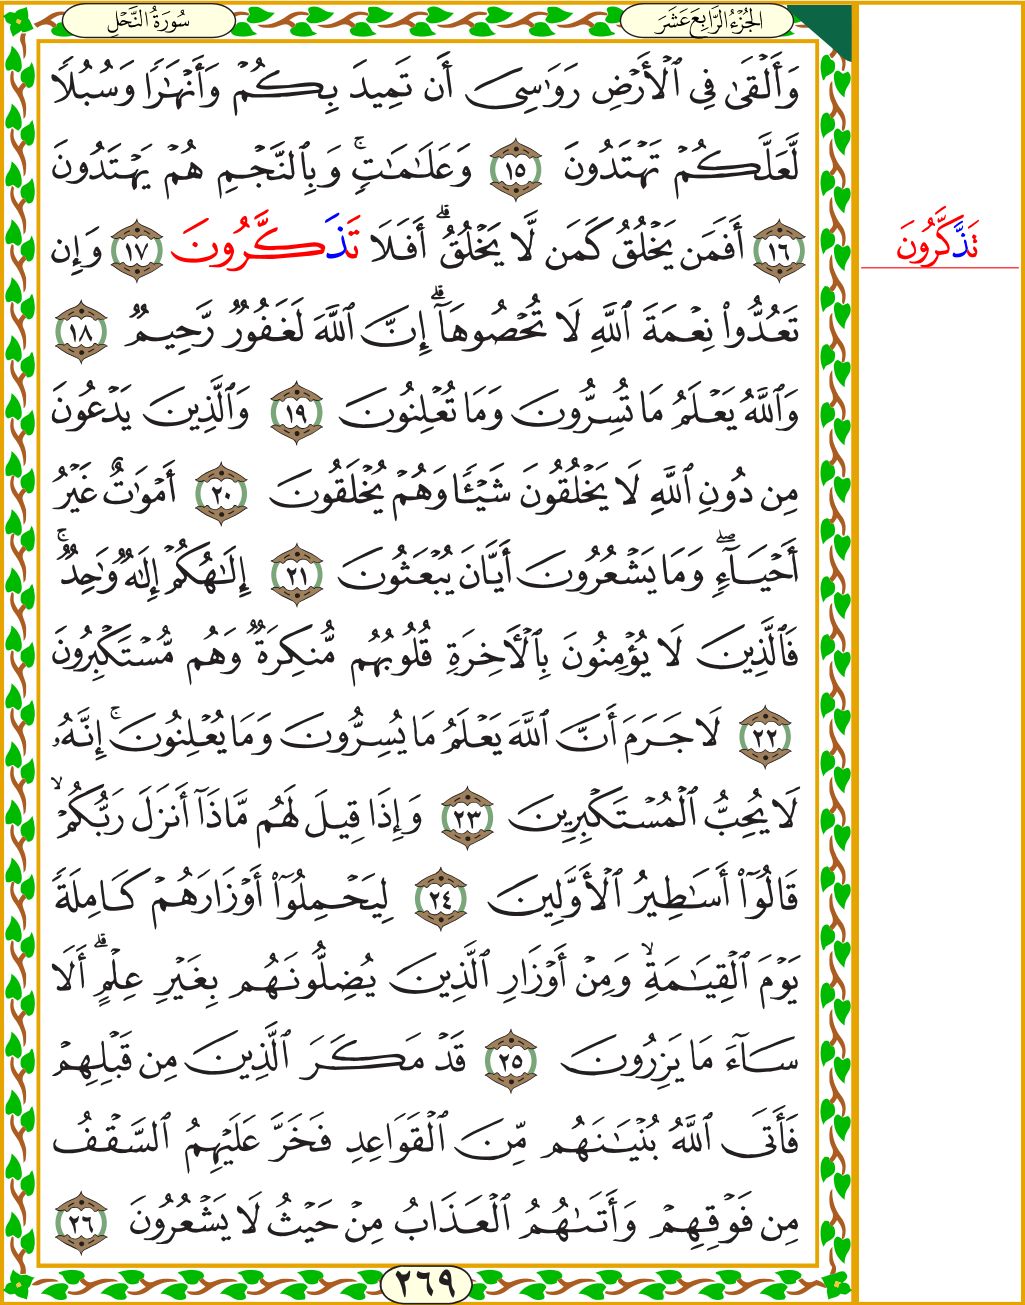 الجُزْءُ الرَّابِعَ عَشَرَ
سُورَةُ النَّحْلِ
وَأَلْقَىٰ فِي ٱلْأَرْضِ رَوَٰسِيَ أَن تَمِيدَ بِكُمْ وَأَنْهَٰرًا وَسُبُلًا
لَّعَلَّكُمْ تَهْتَدُونَ ١٥ وَعَلَٰمَٰتٍۚ وَبِٱلنَّجْمِ هُمْ يَهْتَدُونَ
١٦ أَفَمَن يَخْلُقُ كَمَن لَّا يَخْلُقُۗ أَفَلَا تَذَكَّرُونَ ١٧ وَإِن
تَعُدُّوا۟ نِعْمَةَ ٱللَّهِ لَا تُحْصُوهَآۗ إِنَّ ٱللَّهَ لَغَفُورٌ رَّحِيمٌ ١٨
وَٱللَّهُ يَعْلَمُ مَا تُسِرُّونَ وَمَا تُعْلِنُونَ ١٩ وَٱلَّذِينَ يَدْعُونَ
مِن دُونِ ٱللَّهِ لَا يَخْلُقُونَ شَيْـًٔا وَهُمْ يُخْلَقُونَ ٢٠ أَمْوَٰتٌ غَيْرُ
أَحْيَآءٍۖ وَمَا يَشْعُرُونَ أَيَّانَ يُبْعَثُونَ ٢١ إِلَٰهُكُمْ إِلَٰهٌ وَٰحِدٌۚ
فَٱلَّذِينَ لَا يُؤْمِنُونَ بِٱلْأَخِرَةِ قُلُوبُهُم مُّنكِرَةٌ وَهُم مُّسْتَكْبِرُونَ
٢٢ لَا جَرَمَ أَنَّ ٱللَّهَ يَعْلَمُ مَا يُسِرُّونَ وَمَا يُعْلِنُونَۚ إِنَّهُۥ
لَا يُحِبُّ ٱلْمُسْتَكْبِرِينَ ٢٣ وَإِذَا قِيلَ لَهُم مَّاذَآ أَنزَلَ رَبُّكُمْۙ
قَالُوٓا۟ أَسَٰطِيرُ ٱلْأَوَّلِينَ ٢٤ لِيَحْمِلُوٓا۟ أَوْزَارَهُمْ كَامِلَةً
يَوْمَ ٱلْقِيَٰمَةِۙ وَمِنْ أَوْزَارِ ٱلَّذِينَ يُضِلُّونَهُم بِغَيْرِ عِلْمٍۗ أَلَا
سَآءَ مَا يَزِرُونَ ٢٥ قَدْ مَكَرَ ٱلَّذِينَ مِن قَبْلِهِمْ
فَأَتَى ٱللَّهُ بُنْيَٰنَهُم مِّنَ ٱلْقَوَاعِدِ فَخَرَّ عَلَيْهِمُ ٱلسَّقْفُ
مِن فَوْقِهِمْ وَأَتَىٰهُمُ ٱلْعَذَابُ مِنْ حَيْثُ لَا يَشْعُرُونَ ٢٦
٢٦٩
تَذَّكَّرُونَ